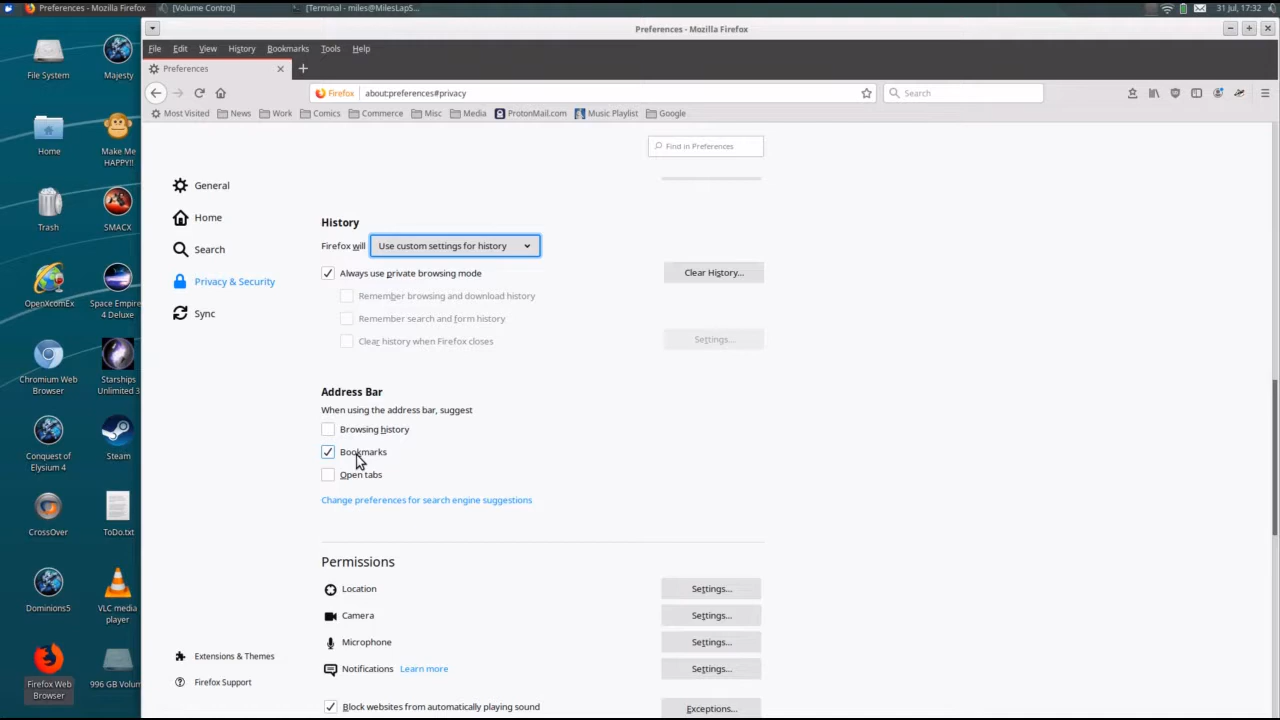 Preferences - Mozilla Firefox
[Volume Control]
[Terminal - miles@MilesLapS...
31 Jul, 17:32
File System
Majesty
Home
Make Me
HAPPY!!
Trash
SMACX
OpenXcomEx
Space Empire
4 Deluxe
Chromium Web
Browser
Starships
Unlimited 3
Conquest of
Elysium 4
Steam
CrossOver
ToDo.txt
Dominions5
VLC media
player
Firefox Web
Browser
996 GB Volum
Preferences - Mozilla Firefox
File Edit View History Bookmarks Tools Help
Preferences
Firefox about:preferences#privacy
Search
Most Visited News Work Comics Commerce Misc Media ProtonMail.com Music Playlist Google
Find in Preferences
General
Home
Search
Privacy & Security
Sync
Extensions & Themes
Firefox Support
History
Firefox will Use custom settings for history
Always use private browsing mode
Clear History...
Remember browsing and download history
Remember search and form history
Clear history when Firefox closes
Settings...
Address Bar
When using the address bar, suggest
Browsing history
Bookmarks
Open tabs
Change preferences for search engine suggestions
Permissions
Location Settings...
Camera Settings...
Microphone Settings...
Notifications Learn more Settings...
Block websites from automatically playing sound Exceptions...